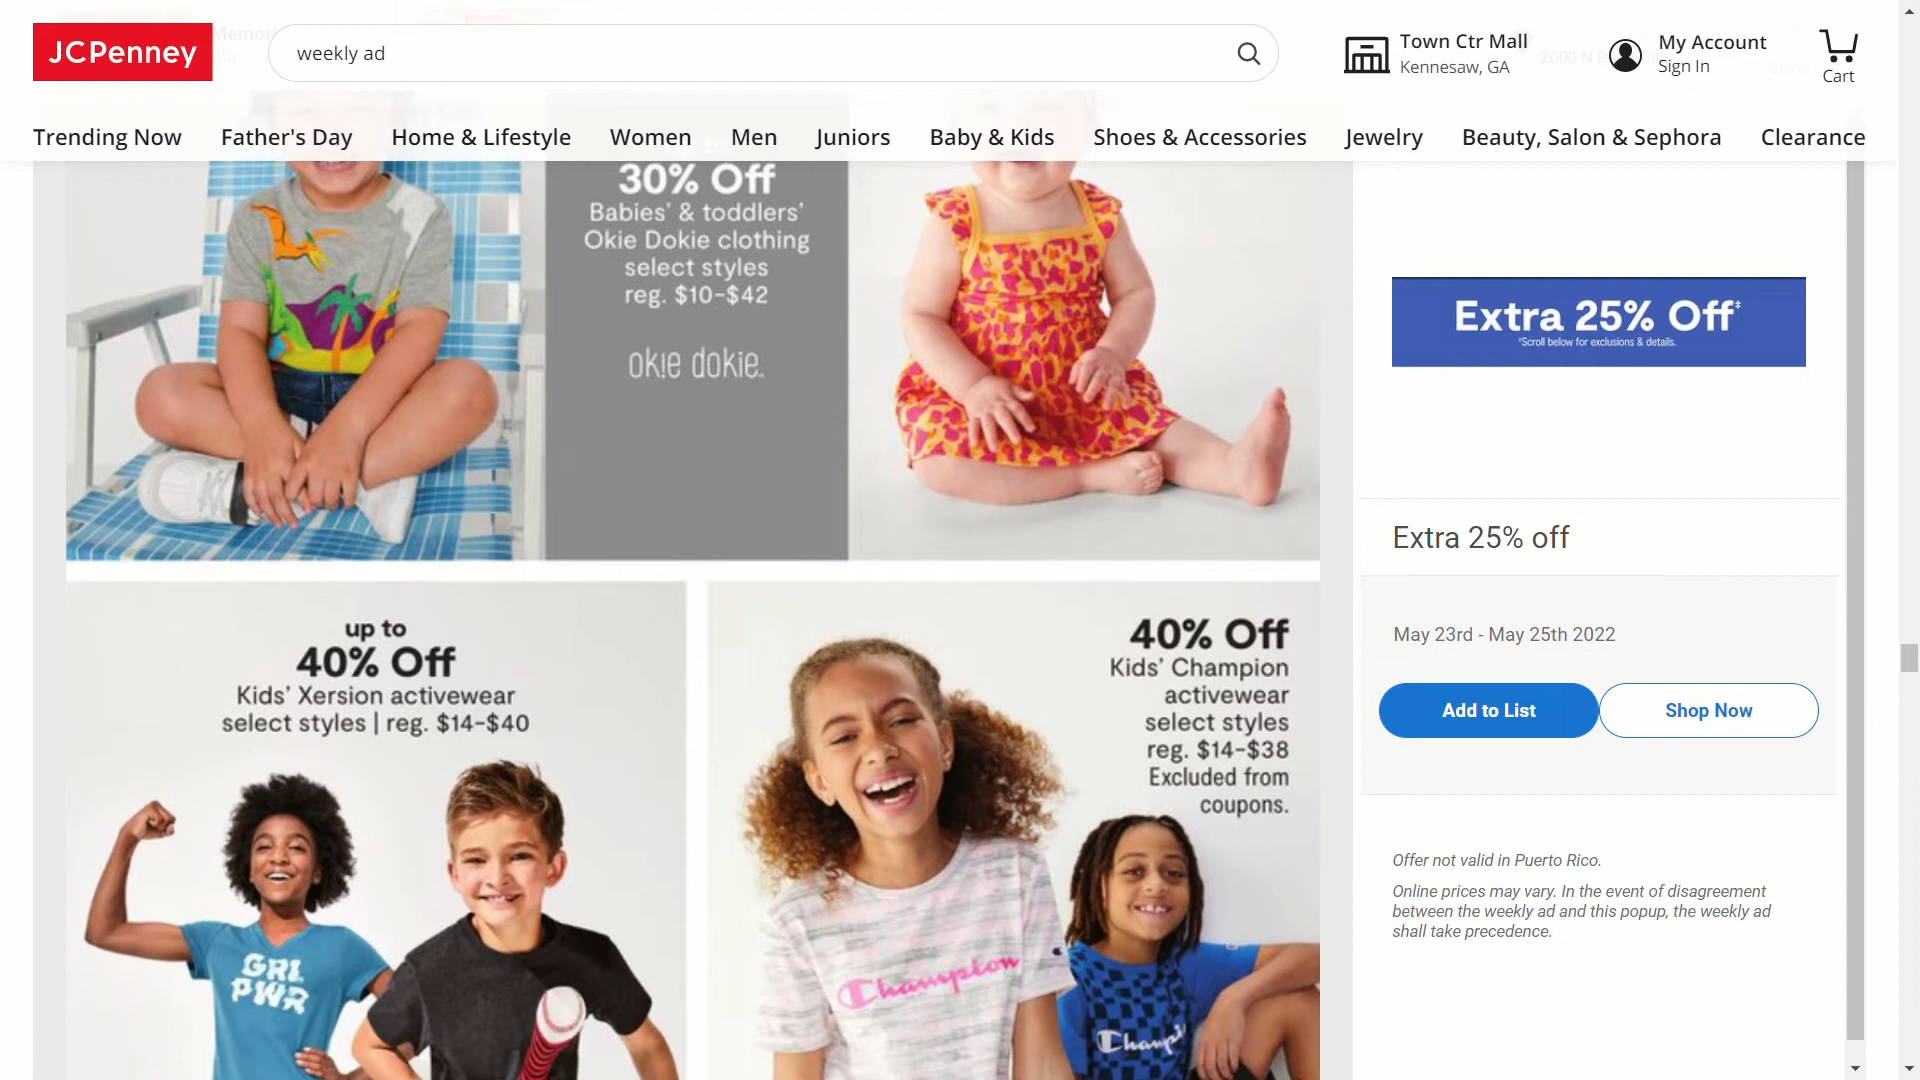 JCPenney
weekly ad
Town Ctr Mall
Kennesaw, GA
My Account
Sign In
Cart
Trending Now
Father's Day
Home & Lifestyle
Women
Men
Juniors
Baby & Kids
Shoes & Accessories
Jewelry
Beauty, Salon & Sephora
Clearance
30% Off
Babies' & toddlers'
Okie Dokie clothing
select styles
reg. $10–$42
okie dokie.
up to
40% Off
Kids' Xersion activewear
select styles | reg. $14–$40
GRL
PWR
40% Off
Kids' Champion
activewear
select styles
reg. $14–$38
Excluded from
coupons.
Champion
Champi
Extra 25% Off‡
‡Scroll below for exclusions & details.
Extra 25% off
May 23rd - May 25th 2022
Add to List
Shop Now
Offer not valid in Puerto Rico.
Online prices may vary. In the event of disagreement
between the weekly ad and this popup, the weekly ad
shall take precedence.